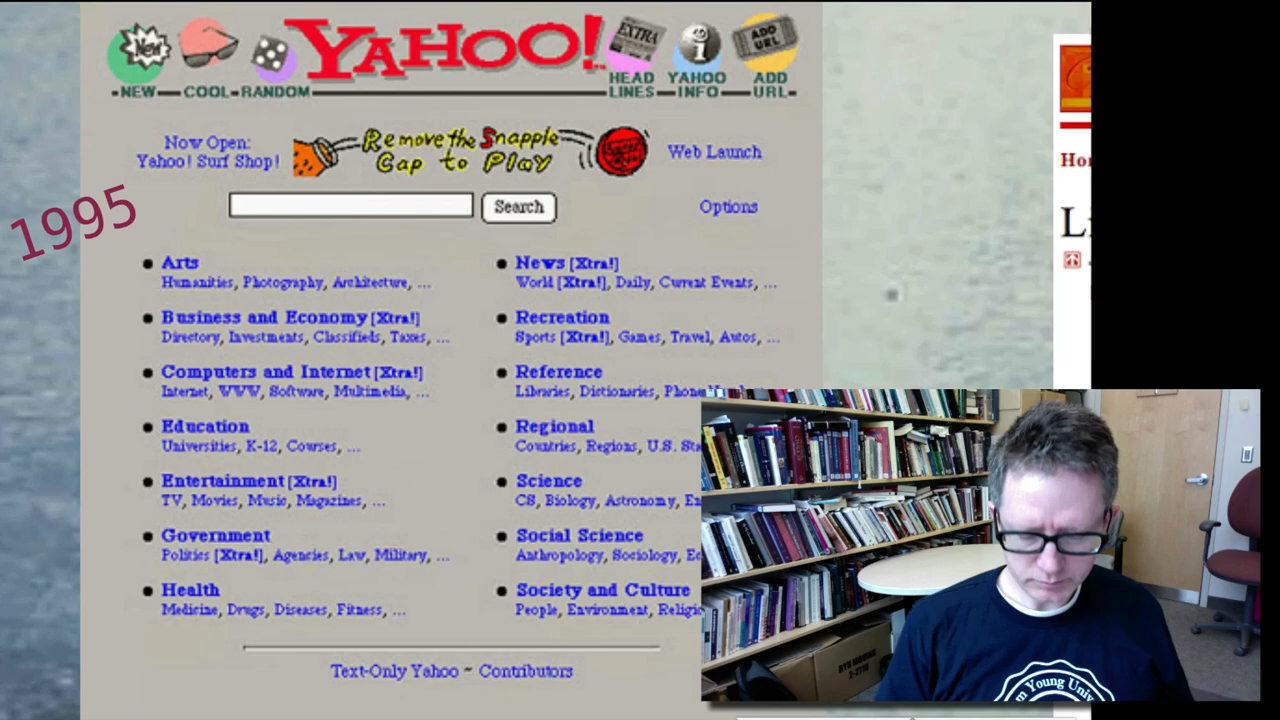 New
EXTRA
i
ADD URL
YAHOO!
NEW COOL RANDOM
HEAD LINES
YAHOO INFO
ADD URL
Now Open:
Yahoo! Surf Shop!
Remove the Snapple
Cap to Play
Web Launch
Search
Options
1995
Arts
Humanities, Photography, Architecture, ...
Business and Economy [Xtra!]
Directory, Investments, Classifieds, Taxes, ...
Computers and Internet [Xtra!]
Internet, WWW, Software, Multimedia, ...
Education
Universities, K-12, Courses, ...
Entertainment [Xtra!]
TV, Movies, Music, Magazines, ...
Government
Politics [Xtra!], Agencies, Law, Military, ...
Health
Medicine, Drugs, Diseases, Fitness, ...
News [Xtra!]
World [Xtra!], Daily, Current Events, ...
Recreation
Sports [Xtra!], Games, Travel, Autos, ...
Reference
Libraries, Dictionaries, Phone
Regional
Countries, Regions, U.S.
Science
CS, Biology, Astronomy,
Social Science
Anthropology, Sociology,
Society and Culture
People, Environment,
Text-Only Yahoo ~ Contributors
Young